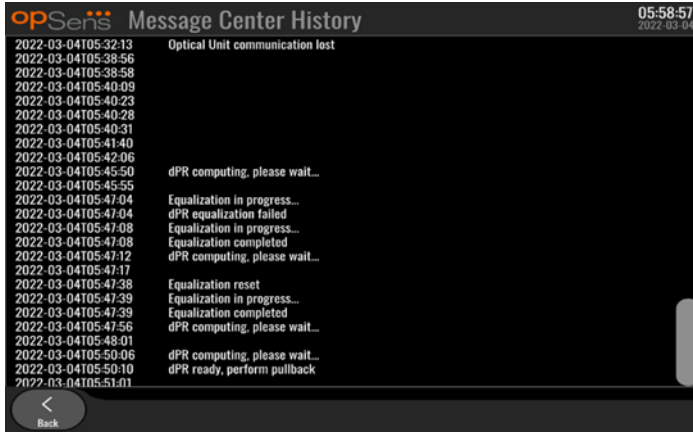 opSens Message Center History 05:58:57
2022-03-04
2022-03-04T05:32:13 Optical Unit communication lost
2022-03-04T05:38:56
2022-03-04T05:38:58
2022-03-04T05:40:09
2022-03-04T05:40:23
2022-03-04T05:40:28
2022-03-04T05:40:31
2022-03-04T05:41:40
2022-03-04T05:42:06
2022-03-04T05:45:50 dPR computing, please wait...
2022-03-04T05:45:55
2022-03-04T05:47:04 Equalization in progress...
2022-03-04T05:47:04 dPR equalization failed
2022-03-04T05:47:08 Equalization in progress...
2022-03-04T05:47:08 Equalization completed
2022-03-04T05:47:12 dPR computing, please wait...
2022-03-04T05:47:17
2022-03-04T05:47:38 Equalization reset
2022-03-04T05:47:39 Equalization in progress...
2022-03-04T05:47:39 Equalization completed
2022-03-04T05:47:56 dPR computing, please wait...
2022-03-04T05:48:01
2022-03-04T05:50:06 dPR computing, please wait...
2022-03-04T05:50:10 dPR ready, perform pullback
2022-03-04T05:51:01
Back